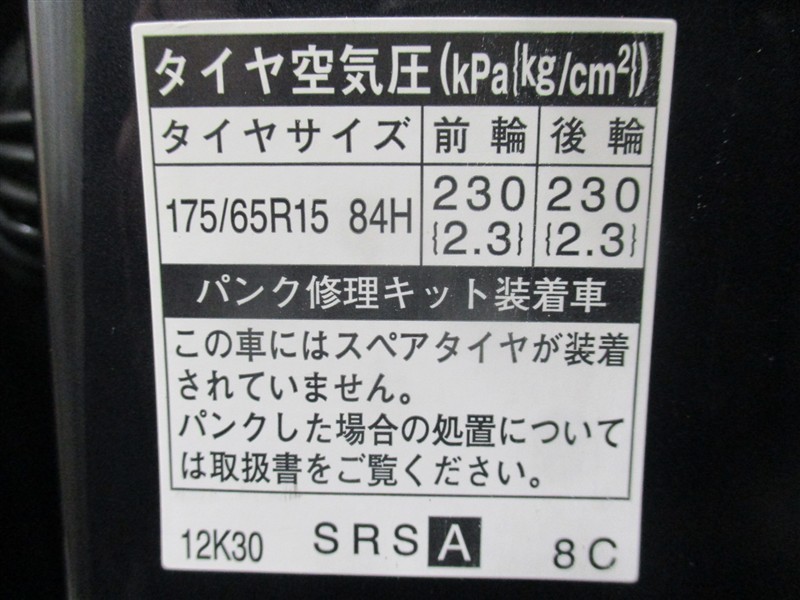 タイヤ空気圧(kPa{kg/cm²})
タイヤサイズ 前輪 後輪
175/65R15 84H 230 230
{2.3} {2.3}
パンク修理キット装着車
この車にはスペアタイヤが装着
されていません。
パンクした場合の処置について
は取扱書をご覧ください。
12K30 SRS A 8C